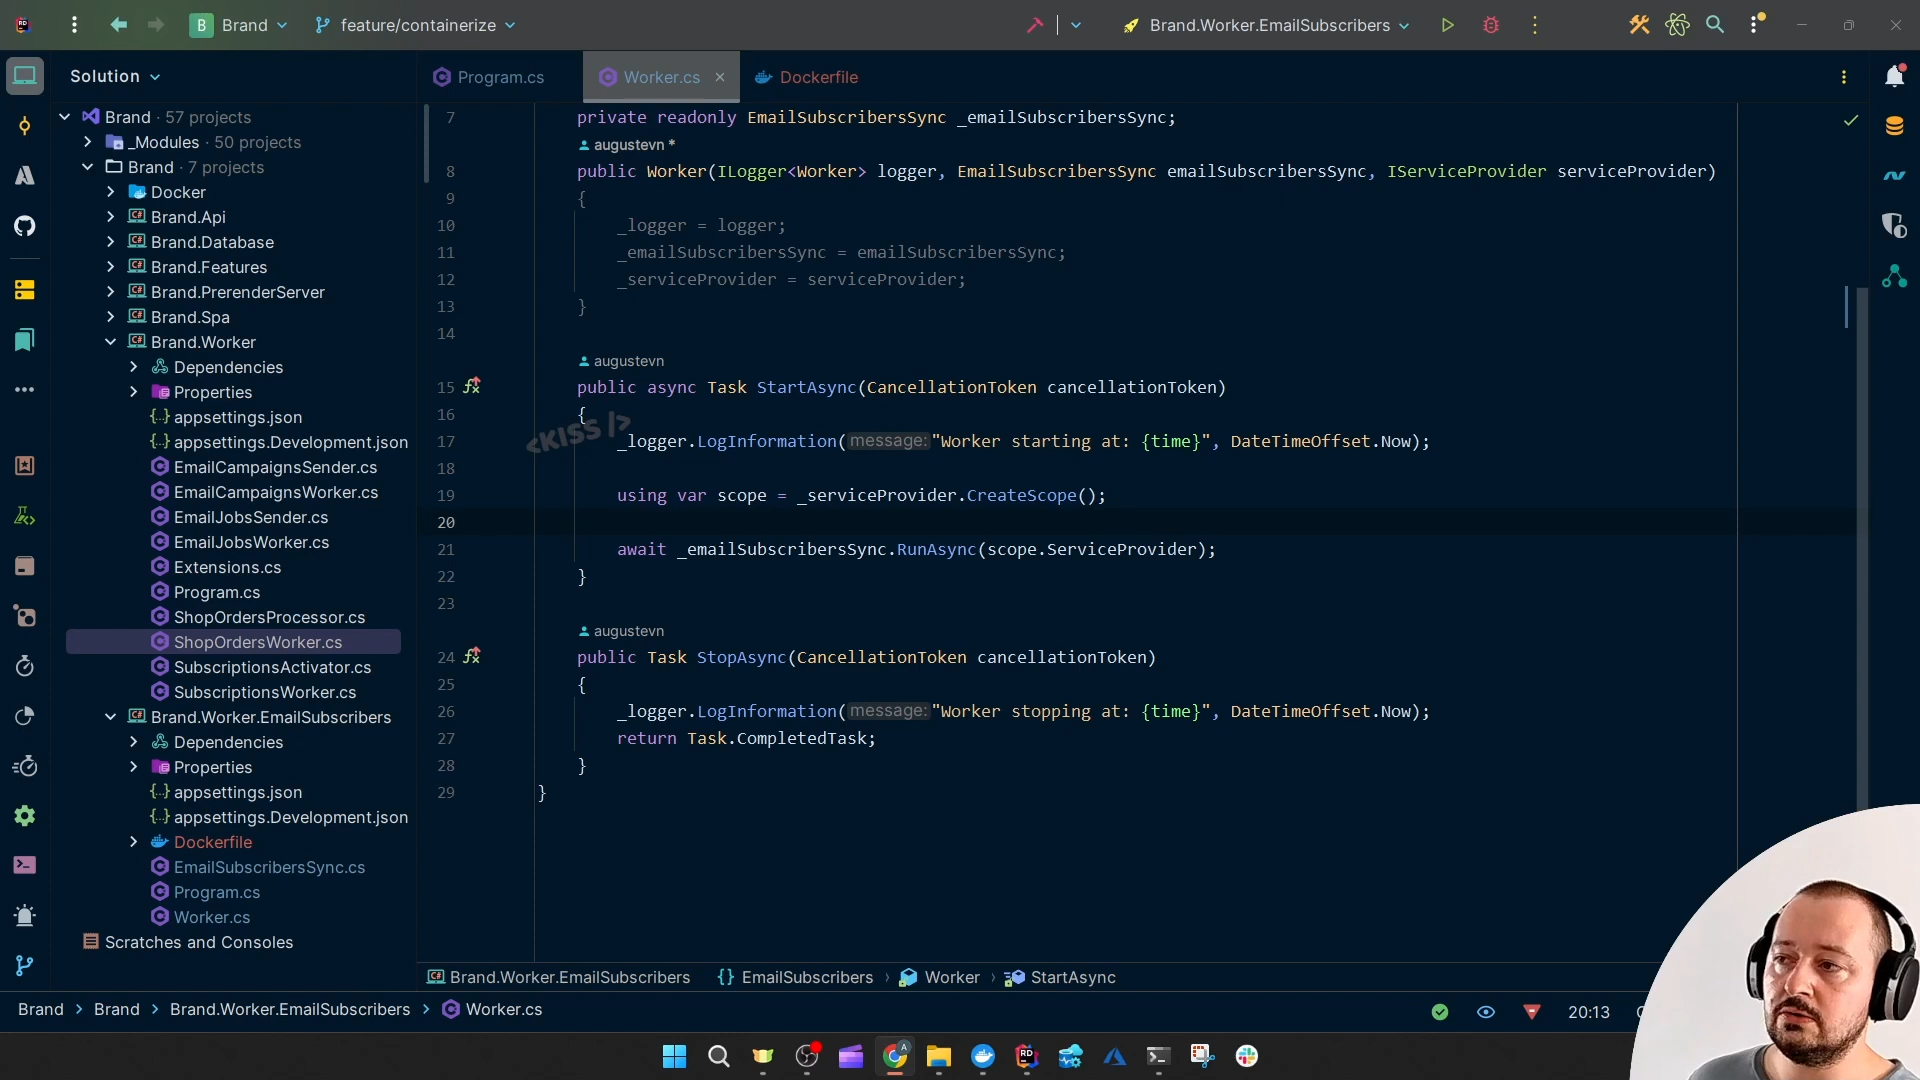 B Brand feature/containerize Brand.Worker.EmailSubscribers
Solution Program.cs Worker.cs Dockerfile
Brand · 57 projects
_Modules · 50 projects
Brand · 7 projects
Docker
Brand.Api
Brand.Database
Brand.Features
Brand.PrerenderServer
Brand.Spa
Brand.Worker
Dependencies
Properties
appsettings.json
appsettings.Development.json
EmailCampaignsSender.cs
EmailCampaignsWorker.cs
EmailJobsSender.cs
EmailJobsWorker.cs
Extensions.cs
Program.cs
ShopOrdersProcessor.cs
ShopOrdersWorker.cs
SubscriptionsActivator.cs
SubscriptionsWorker.cs
Brand.Worker.EmailSubscribers
Dependencies
Properties
appsettings.json
appsettings.Development.json
Dockerfile
EmailSubscribersSync.cs
Program.cs
Worker.cs
Scratches and Consoles
7 private readonly EmailSubscribersSync _emailSubscribersSync;
augustevn *
8 public Worker(ILogger<Worker> logger, EmailSubscribersSync emailSubscribersSync, IServiceProvider serviceProvider)
9 {
10 _logger = logger;
11 _emailSubscribersSync = emailSubscribersSync;
12 _serviceProvider = serviceProvider;
13 }
14
augustevn
15 public async Task StartAsync(CancellationToken cancellationToken)
16 {
<KISS />
17 _logger.LogInformation(message: "Worker starting at: {time}", DateTimeOffset.Now);
18
19 using var scope = _serviceProvider.CreateScope();
20
21 await _emailSubscribersSync.RunAsync(scope.ServiceProvider);
22 }
23
augustevn
24 public Task StopAsync(CancellationToken cancellationToken)
25 {
26 _logger.LogInformation(message: "Worker stopping at: {time}", DateTimeOffset.Now);
27 return Task.CompletedTask;
28 }
29 }
Brand.Worker.EmailSubscribers {} EmailSubscribers › Worker › StartAsync
Brand › Brand › Brand.Worker.EmailSubscribers › Worker.cs 20:13